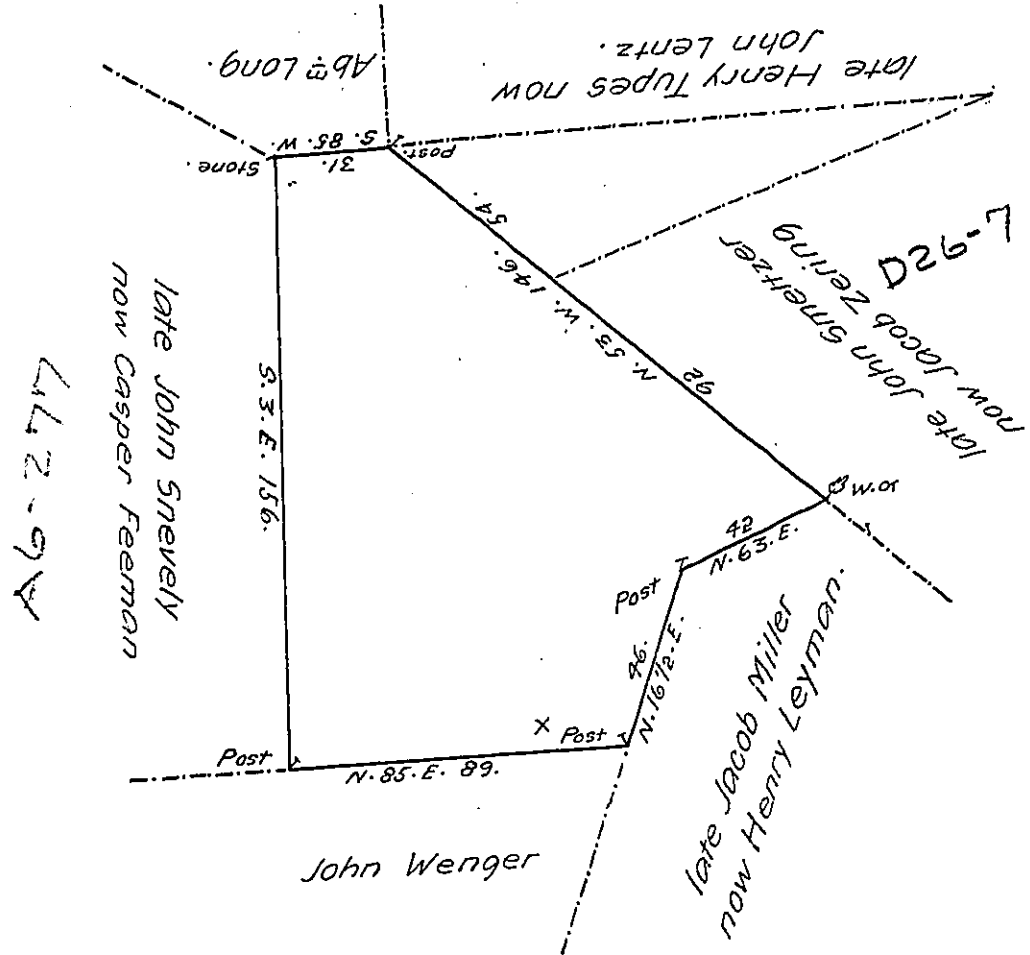 Abm Long.
late Henry Tupes now
John Lentz.
S. 85. W.
31.
Stone.
Post.
54.
N. 53. W. 146.
92
late John Smeltzer
now Jacob Zering
D26-7
W.or
42
N. 63. E.
Post
46.
N. 16 1/2. E.
late Jacob Miller
now Henry Leyman.
X Post
N. 85. E. 89.
Post
John Wenger
S. 3. E. 156.
late John Snevely
now Casper Feeman